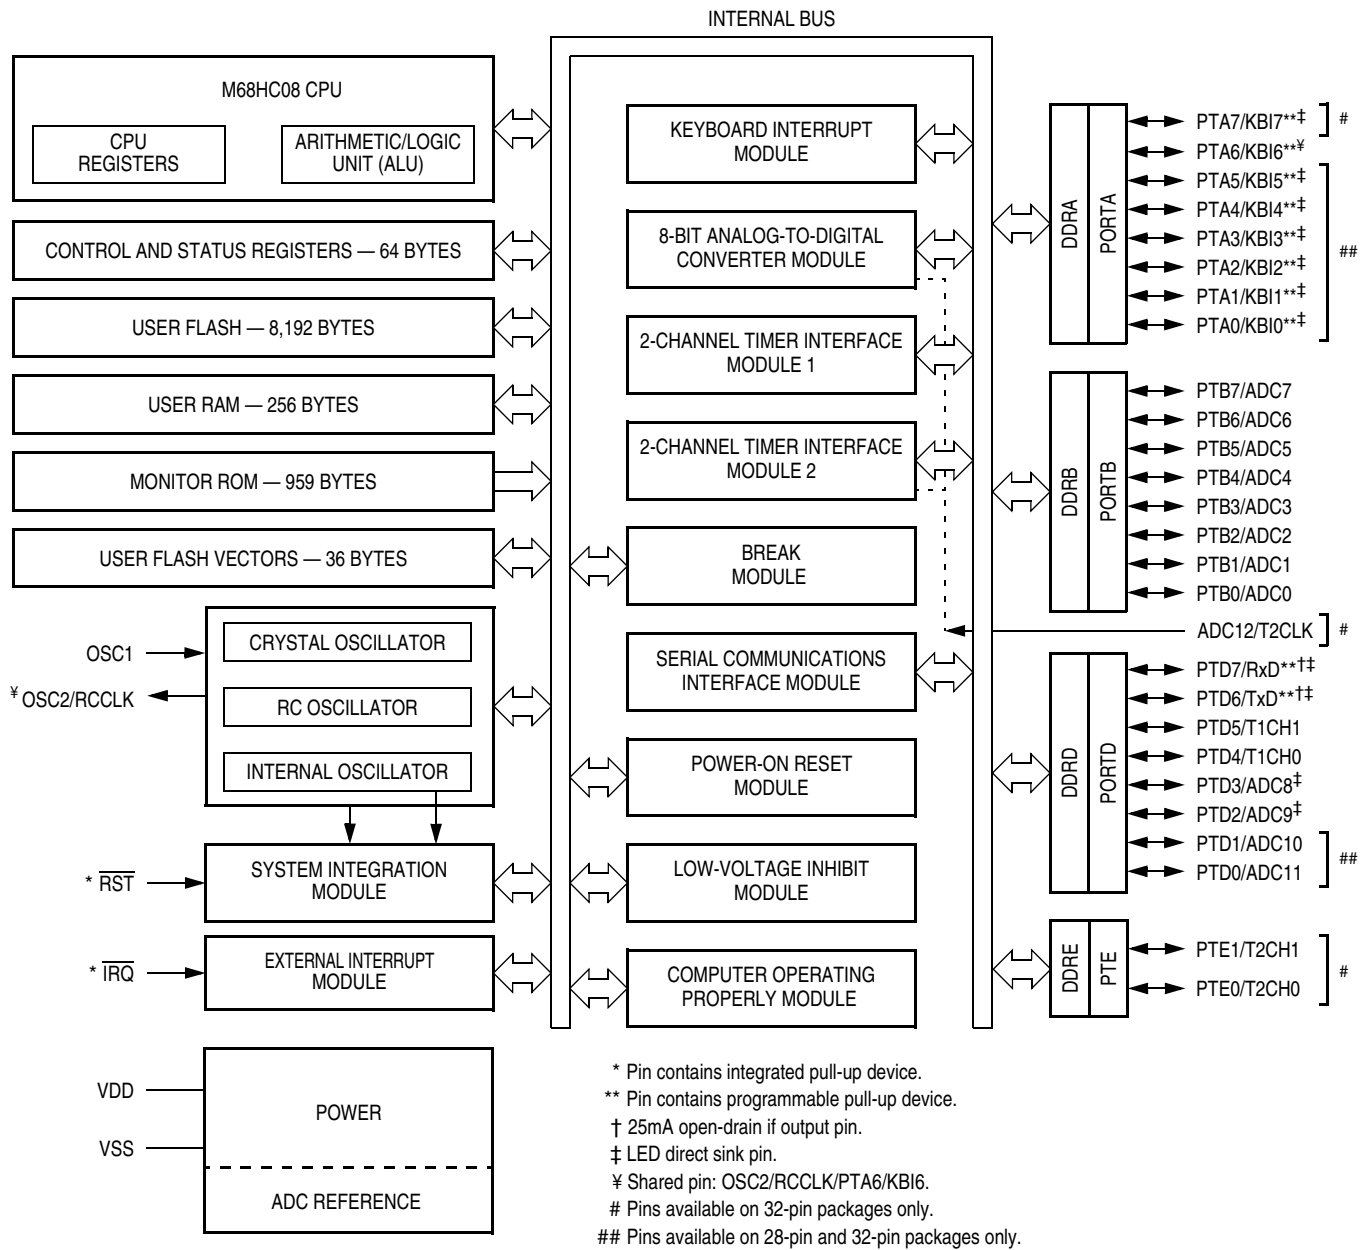 INTERNAL BUS
M68HC08 CPU
CPU
REGISTERS
ARITHMETIC/LOGIC
UNIT (ALU)
CONTROL AND STATUS REGISTERS — 64 BYTES
USER FLASH — 8,192 BYTES
USER RAM — 256 BYTES
MONITOR ROM — 959 BYTES
USER FLASH VECTORS — 36 BYTES
OSC1
¥ OSC2/RCCLK
CRYSTAL OSCILLATOR
RC OSCILLATOR
INTERNAL OSCILLATOR
* RST
SYSTEM INTEGRATION
MODULE
* IRQ
EXTERNAL INTERRUPT
MODULE
VDD
VSS
POWER
ADC REFERENCE
KEYBOARD INTERRUPT
MODULE
8-BIT ANALOG-TO-DIGITAL
CONVERTER MODULE
2-CHANNEL TIMER INTERFACE
MODULE 1
2-CHANNEL TIMER INTERFACE
MODULE 2
BREAK
MODULE
SERIAL COMMUNICATIONS
INTERFACE MODULE
POWER-ON RESET
MODULE
LOW-VOLTAGE INHIBIT
MODULE
COMPUTER OPERATING
PROPERLY MODULE
DDRA
PORTA
PTA7/KBI7**‡
#
PTA6/KBI6**¥
PTA5/KBI5**‡
PTA4/KBI4**‡
PTA3/KBI3**‡
##
PTA2/KBI2**‡
PTA1/KBI1**‡
PTA0/KBI0**‡
DDRB
PORTB
PTB7/ADC7
PTB6/ADC6
PTB5/ADC5
PTB4/ADC4
PTB3/ADC3
PTB2/ADC2
PTB1/ADC1
PTB0/ADC0
ADC12/T2CLK
#
DDRD
PORTD
PTD7/RxD**†‡
PTD6/TxD**†‡
PTD5/T1CH1
PTD4/T1CH0
PTD3/ADC8‡
PTD2/ADC9‡
PTD1/ADC10
##
PTD0/ADC11
DDRE
PTE
PTE1/T2CH1
#
PTE0/T2CH0
* Pin contains integrated pull-up device.
** Pin contains programmable pull-up device.
† 25mA open-drain if output pin.
‡ LED direct sink pin.
¥ Shared pin: OSC2/RCCLK/PTA6/KBI6.
# Pins available on 32-pin packages only.
## Pins available on 28-pin and 32-pin packages only.